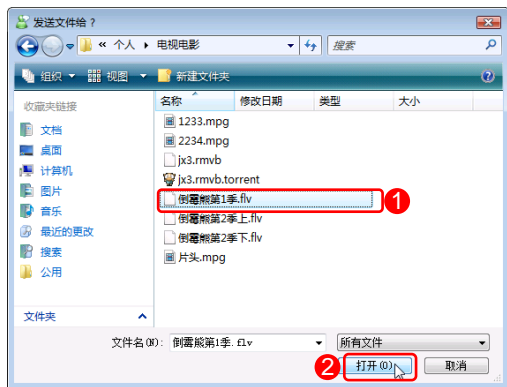 发送文件给 ?
« 个人 ▸ 电视电影
搜索
组织 视图 新建文件夹
收藏夹链接
文档
桌面
计算机
图片
音乐
最近的更改
搜索
公用
文件夹
名称 修改日期 类型 大小
1233.mpg
2234.mpg
jx3.rmvb
jx3.rmvb.torrent
倒霉熊第1季.flv
1
倒霉熊第2季上.flv
倒霉熊第2季下.flv
片头.mpg
文件名(N): 倒霉熊第1季.flv 所有文件
2 打开(O) 取消